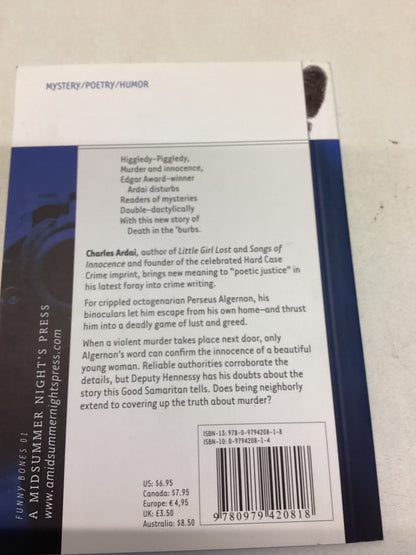 MYSTERY/POETRY/HUMOR
Higgledy-Piggledy,
Murder and innocence,
Edgar Award-winner
Ardai disturbs
Readers of mysteries
Double-dactylically
With this new story of
Death in the 'burbs.
Charles Ardai, author of Little Girl Lost and Songs of
Innocence and founder of the celebrated Hard Case
Crime imprint, brings new meaning to “poetic justice” in
his latest foray into crime writing.
For crippled octogenarian Perseus Algernon, his
binoculars let him escape from his own home—and thrust
him into a deadly game of lust and greed.
When a violent murder takes place next door, only
Algernon's word can confirm the innocence of a beautiful
young woman. Reliable authorities corroborate the
details, but Deputy Hennessy has his doubts about the
story this Good Samaritan tells. Does being neighborly
extend to covering up the truth about murder?
FUNNY BONES 01
A MIDSUMMER NIGHT'S PRESS
www.amidsummernightspress.com
US: $6.95
Canada: $7.95
Europe: € 4,95
UK: £3.50
Australia: $8.50
ISBN-13: 978-0-9794208-1-8
ISBN-10: 0-9794208-1-4
9 780979 420818